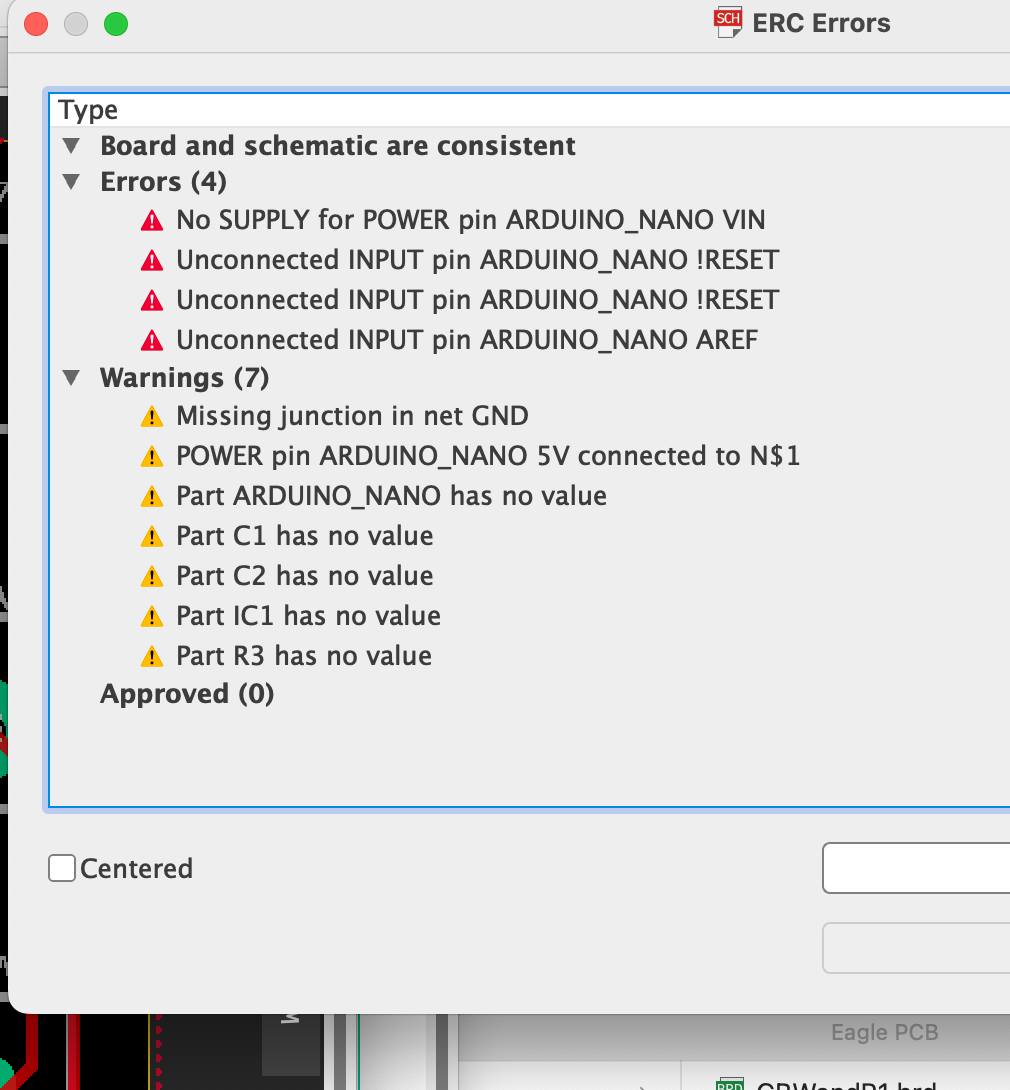 SCH ERC Errors
Type
Board and schematic are consistent
Errors (4)
No SUPPLY for POWER pin ARDUINO_NANO VIN
Unconnected INPUT pin ARDUINO_NANO !RESET
Unconnected INPUT pin ARDUINO_NANO !RESET
Unconnected INPUT pin ARDUINO_NANO AREF
Warnings (7)
Missing junction in net GND
POWER pin ARDUINO_NANO 5V connected to N$1
Part ARDUINO_NANO has no value
Part C1 has no value
Part C2 has no value
Part IC1 has no value
Part R3 has no value
Approved (0)
Centered
Eagle PCB